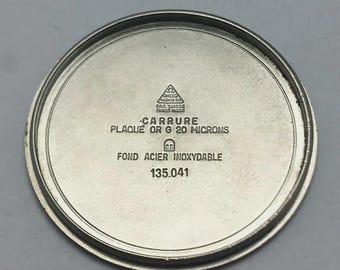 CARRURE
PLAQUE OR G 20 MICRONS
FOND ACIER INOXYDABLE
135.041